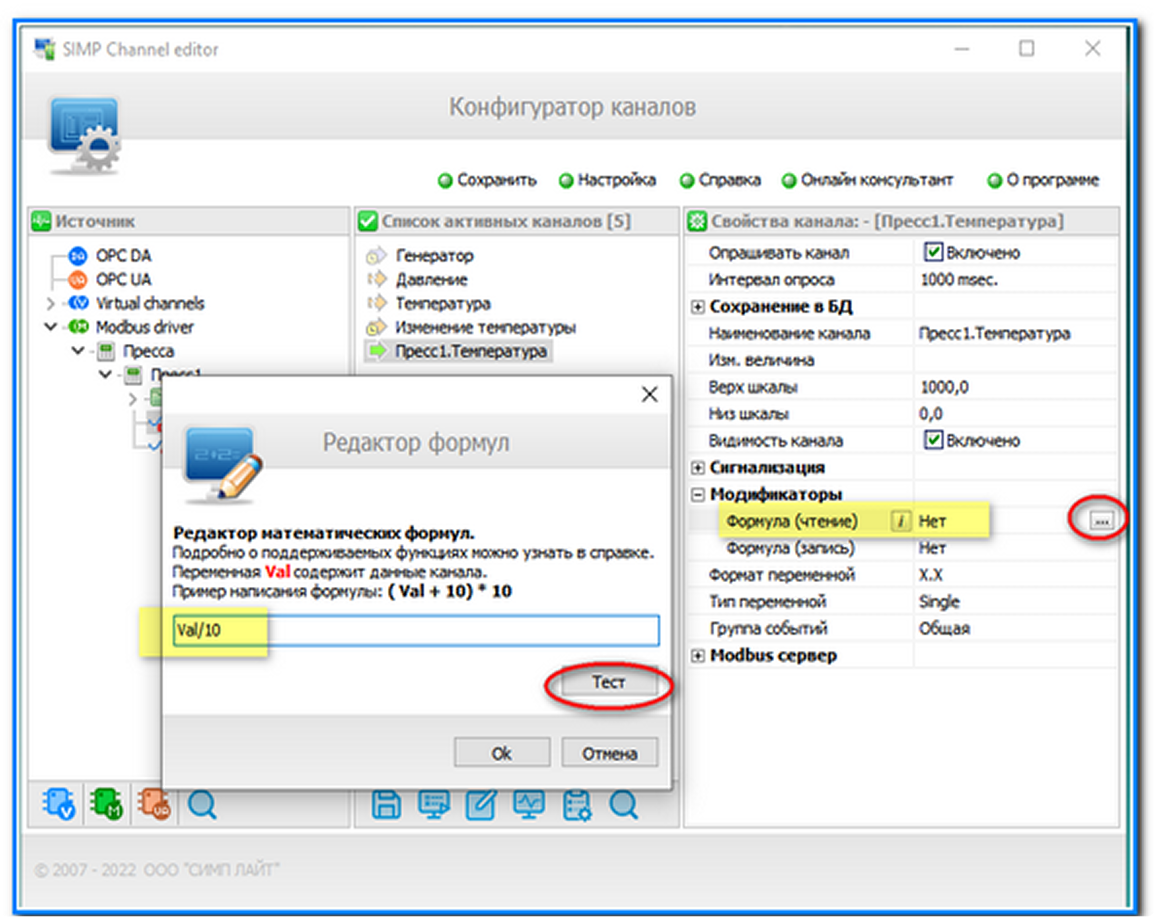 SIMP Channel editor
Конфигуратор каналов
Сохранить Настройка Справка Онлайн консультант О программе
Источник
OPC DA
OPC UA
Virtual channels
Modbus driver
Пресса
Пресс1
Список активных каналов [5]
Генератор
Давление
Температура
Изменение температуры
Пресс1.Температура
Свойства канала: - [Пресс1.Температура]
Опрашивать канал Включено
Интервал опроса 1000 msec.
Сохранение в БД
Наименование канала Пресс1.Температура
Изм. величина
Верх шкалы 1000,0
Низ шкалы 0,0
Видимость канала Включено
Сигнализация
Модификаторы
Формула (чтение) i Нет ...
Формула (запись) Нет
Формат переменной X.X
Тип переменной Single
Группа событий Общая
Modbus сервер
Редактор формул
Редактор математических формул.
Подробно о поддерживаемых функциях можно узнать в справке.
Переменная Val содержит данные канала.
Пример написания формулы: ( Val + 10) * 10
Val/10
Тест
Ok Отмена
© 2007 - 2022 ООО "СИМП ЛАЙТ"